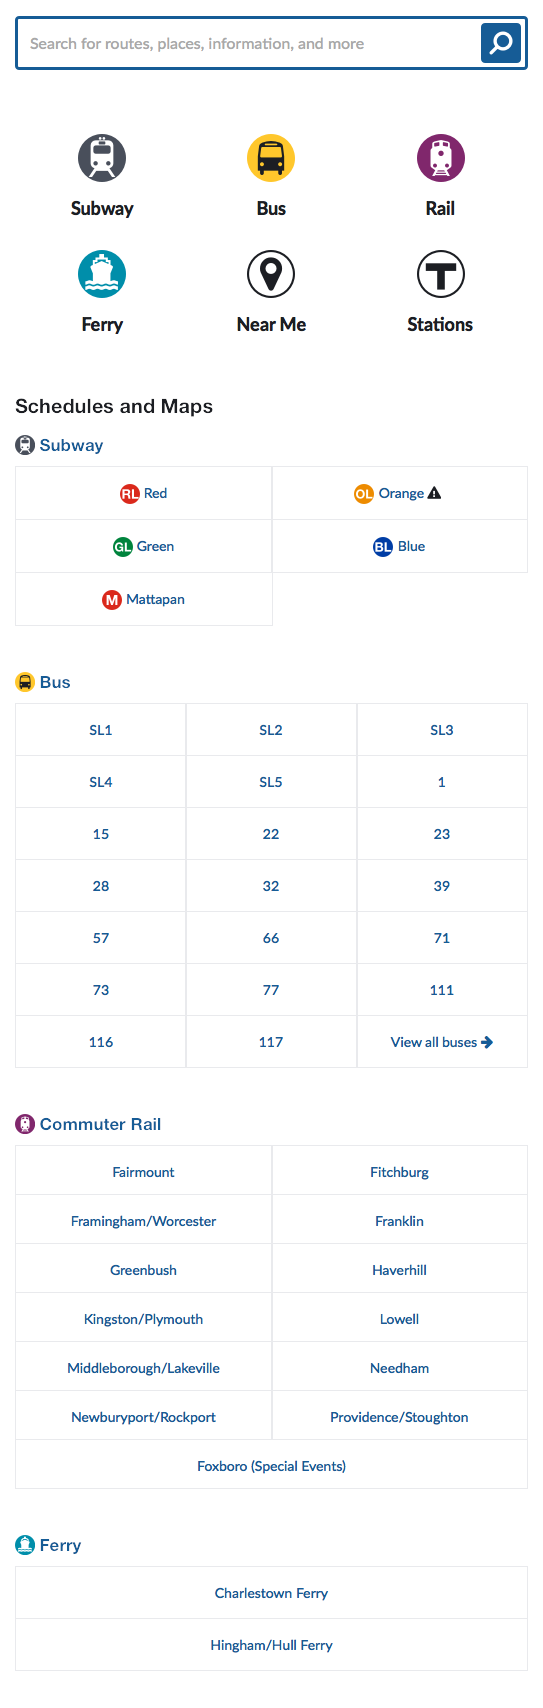 Search for routes, places, information, and more
Subway Bus Rail
Ferry Near Me Stations
T
Schedules and Maps
Subway
RL Red
OL Orange
GL Green
BL Blue
M Mattapan
Bus
SL1 SL2 SL3
SL4 SL5 1
15 22 23
28 32 39
57 66 71
73 77 111
116 117 View all buses
Commuter Rail
Fairmount Fitchburg
Framingham/Worcester Franklin
Greenbush Haverhill
Kingston/Plymouth Lowell
Middleborough/Lakeville Needham
Newburyport/Rockport Providence/Stoughton
Foxboro (Special Events)
Ferry
Charlestown Ferry
Hingham/Hull Ferry